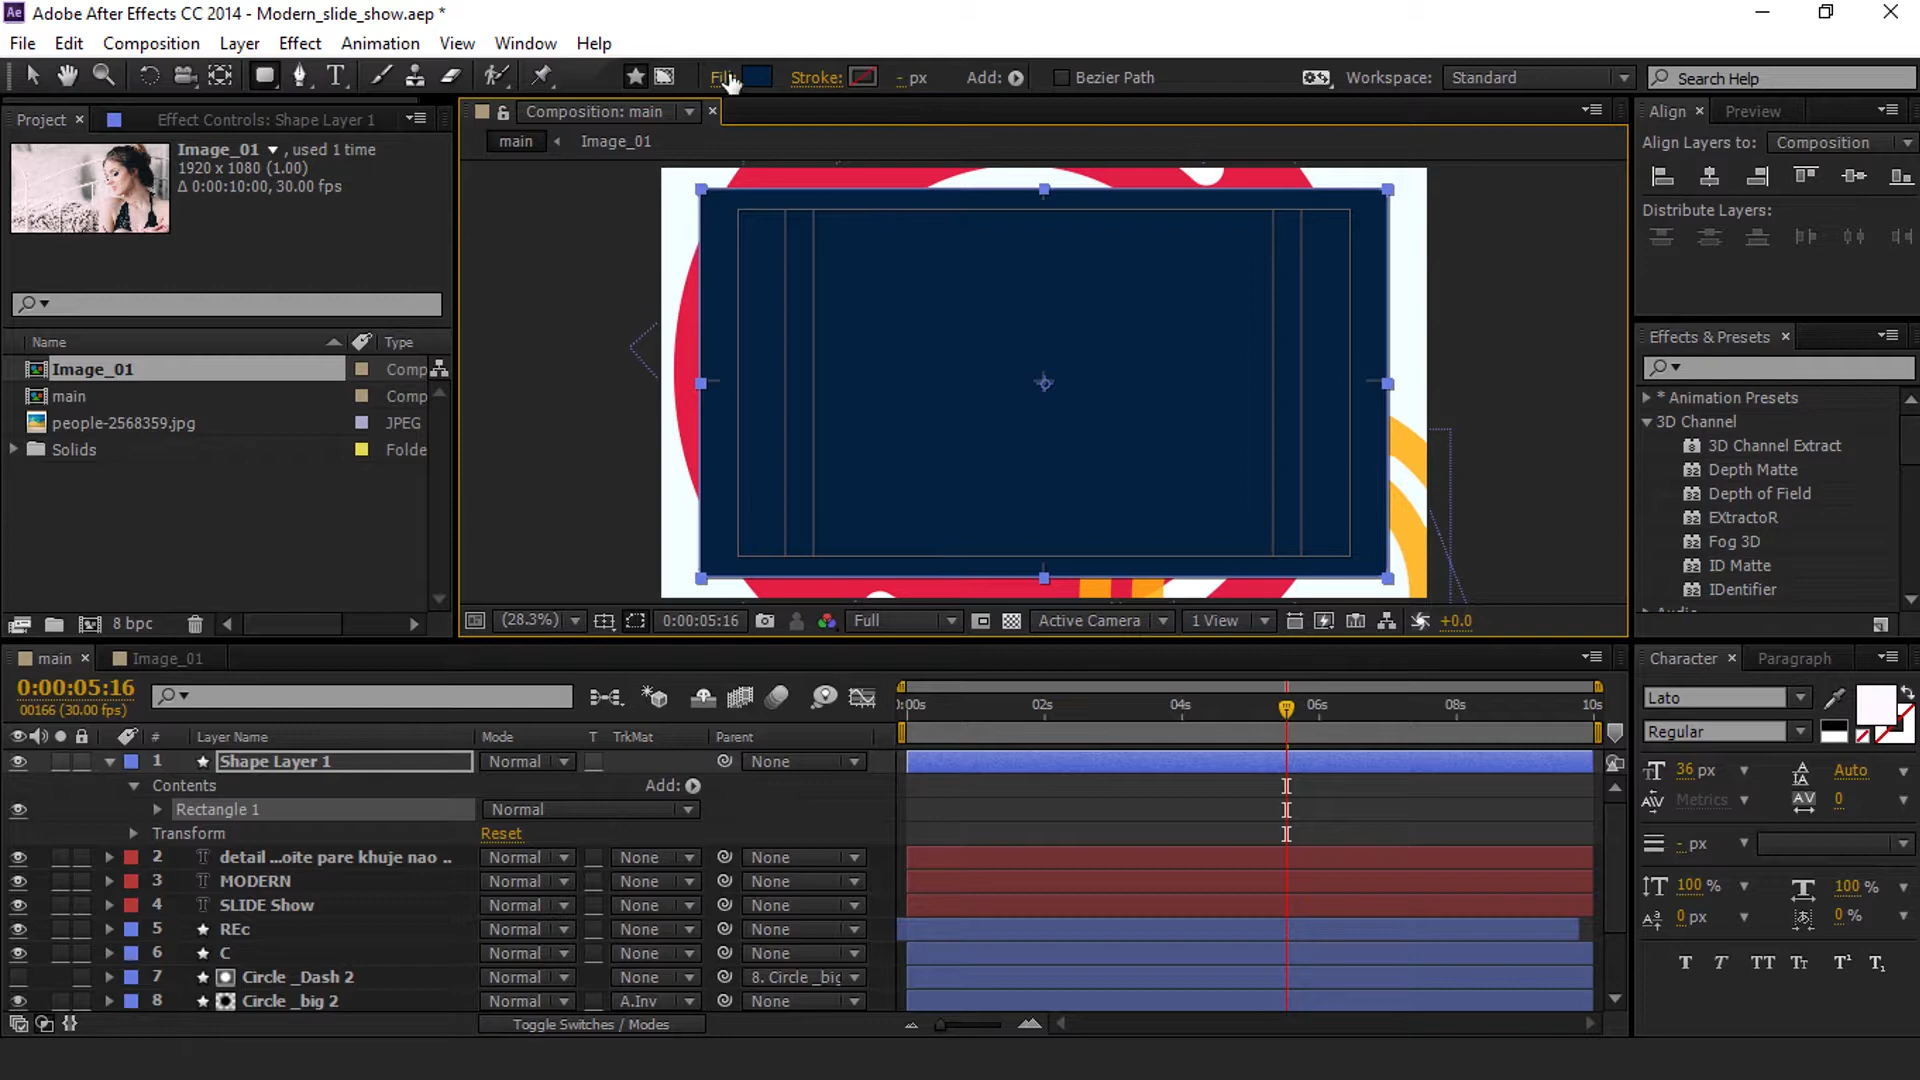 Adobe After Effects CC 2014 - Modern_slide_show.aep *
File Edit Composition Layer Effect Animation View Window Help
Stroke: - px Add: Bezier Path Workspace: Standard Search Help
Project × Effect Controls: Shape Layer 1
Composition: main ×
Align × Preview
main Image_01
Image_01 , used 1 time
1920 x 1080 (1.00)
Δ 0:00:10:00, 30.00 fps
Align Layers to: Composition
Distribute Layers:
Name Type
Image_01 Comp
main Comp
people-2568359.jpg JPEG
Solids Folde
8 bpc
(28.3%) 0:00:05:16 Full Active Camera 1 View +0.0
Effects & Presets ×
* Animation Presets
3D Channel
3D Channel Extract
Depth Matte
Depth of Field
EXtractoR
Fog 3D
ID Matte
IDentifier
main × Image_01
0:00:05:16
00166 (30.00 fps)
02s 04s 06s 08s 10s
# Layer Name Mode T TrkMat Parent
1 Shape Layer 1 Normal None
Contents Add:
Rectangle 1 Normal
Transform Reset
2 detail ...oite pare khuje nao .. Normal None None
3 MODERN Normal None None
4 SLIDE Show Normal None None
5 REc Normal None None
6 C Normal None None
7 Circle _Dash 2 Normal None 8. Circle _big
8 Circle _big 2 Normal A.Inv None
Toggle Switches / Modes
Character × Paragraph
Lato
Regular
36 px Auto
Metrics 0
- px
100 % 100 %
0 px 0 %
T T TT Tt T¹ T₁